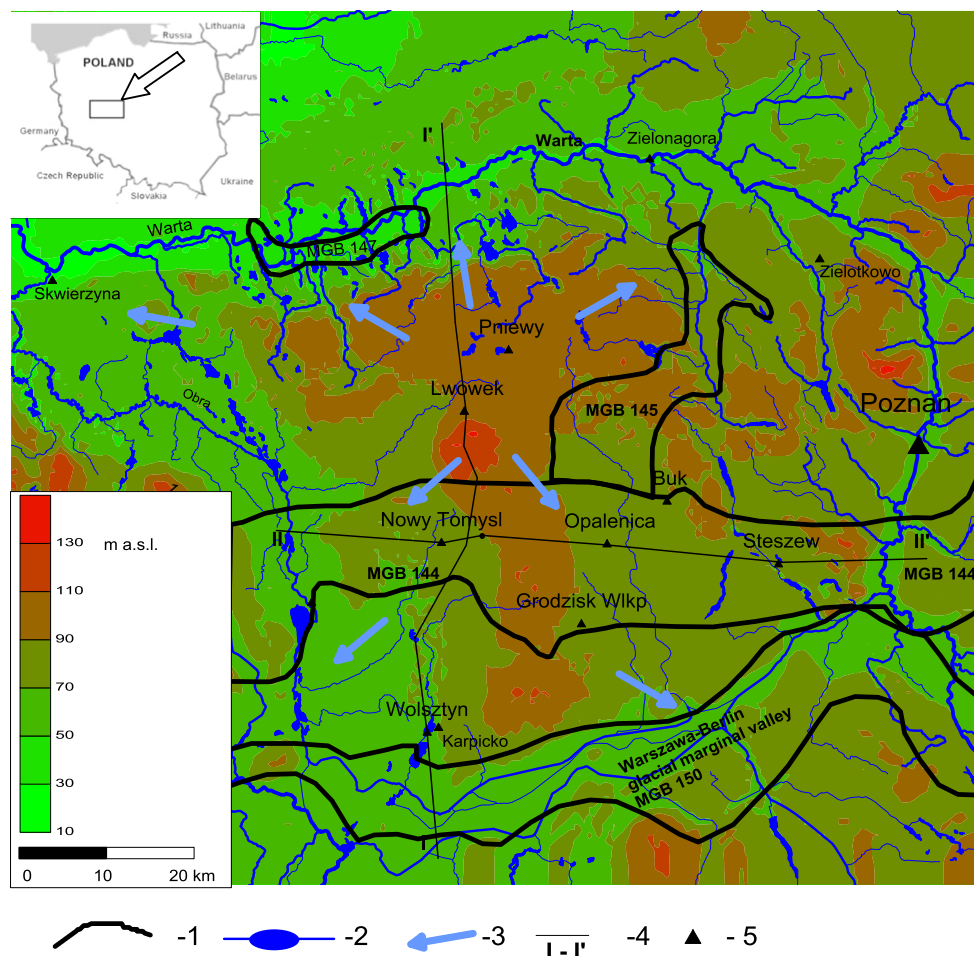 Lithuania
Russia
POLAND
Belarus
Germany
Czech Republic
Ukraine
Slovakia
I'
Warta
Zielonagora
Warta
MGB 147
Skwierzyna
Zielotkowo
Pniewy
Lwówek
Obra
MGB 145
Poznan
Buk
Nowy Tomysl
Opalenica
II
Steszew
II'
MGB 144
MGB 144
Grodzisk Wlkp
Wolsztyn
Karpicko
Warszawa-Berlin
glacial marginal valley
MGB 150
I
m a.s.l.
130
110
90
70
50
30
10
0 10 20 km
-1 -2 -3 I - I' -4 - 5